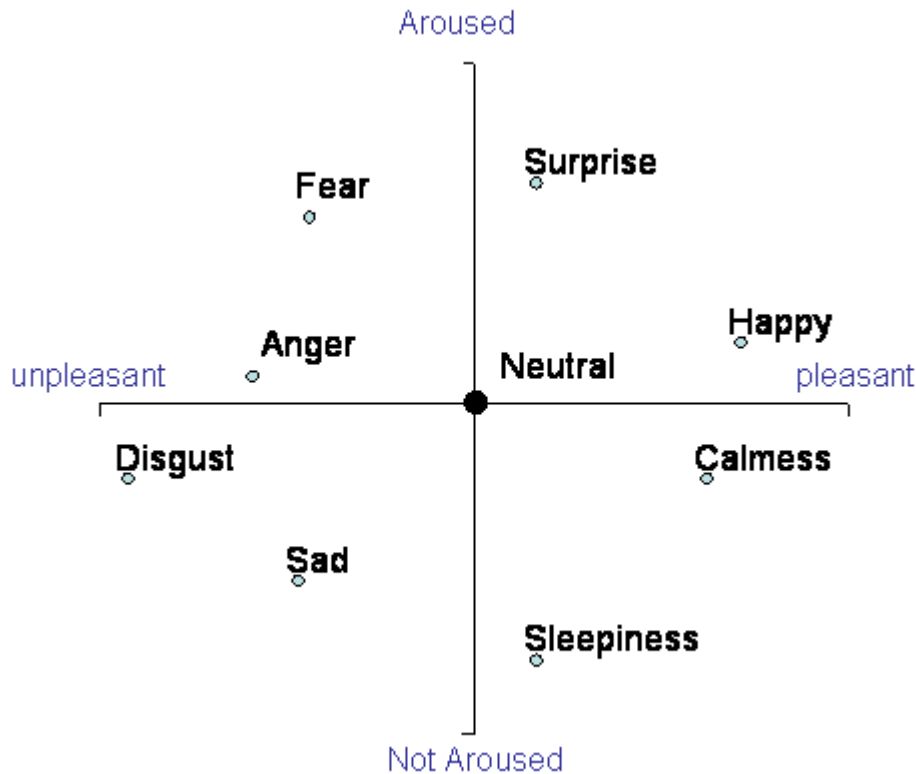 Aroused
Surprise
Fear
Happy
Anger
Neutral
unpleasant
pleasant
Disgust
Calmess
Sad
Sleepiness
Not Aroused